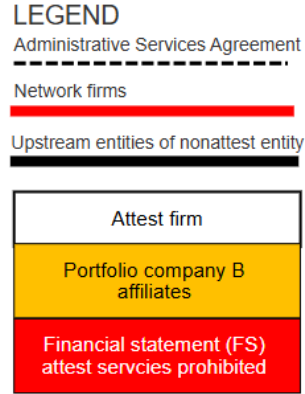 LEGEND
Administrative Services Agreement
Network firms
Upstream entities of nonattest entity
Attest firm
Portfolio company B
affiliates
Financial statement (FS)
attest servcies prohibited